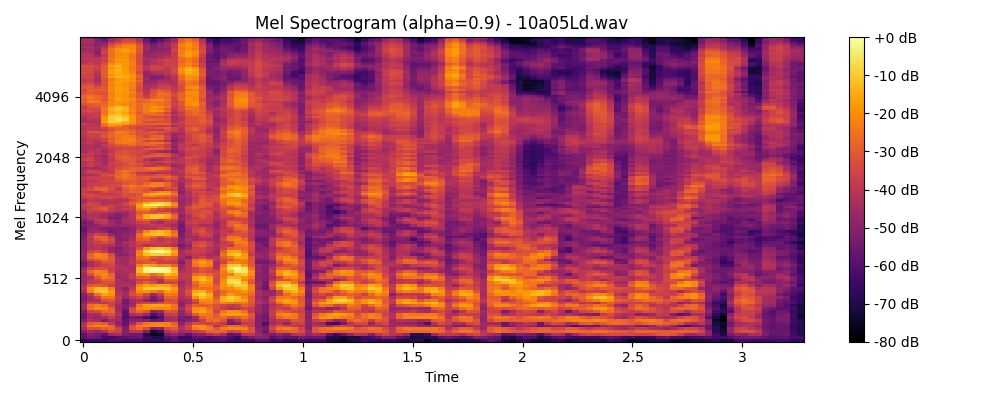 Mel Spectrogram (alpha=0.9) - 10a05Ld.wav
Mel Frequency
4096
2048
1024
512
0
0
0.5
1
1.5
2
2.5
3
Time
+0 dB
-10 dB
-20 dB
-30 dB
-40 dB
-50 dB
-60 dB
-70 dB
-80 dB